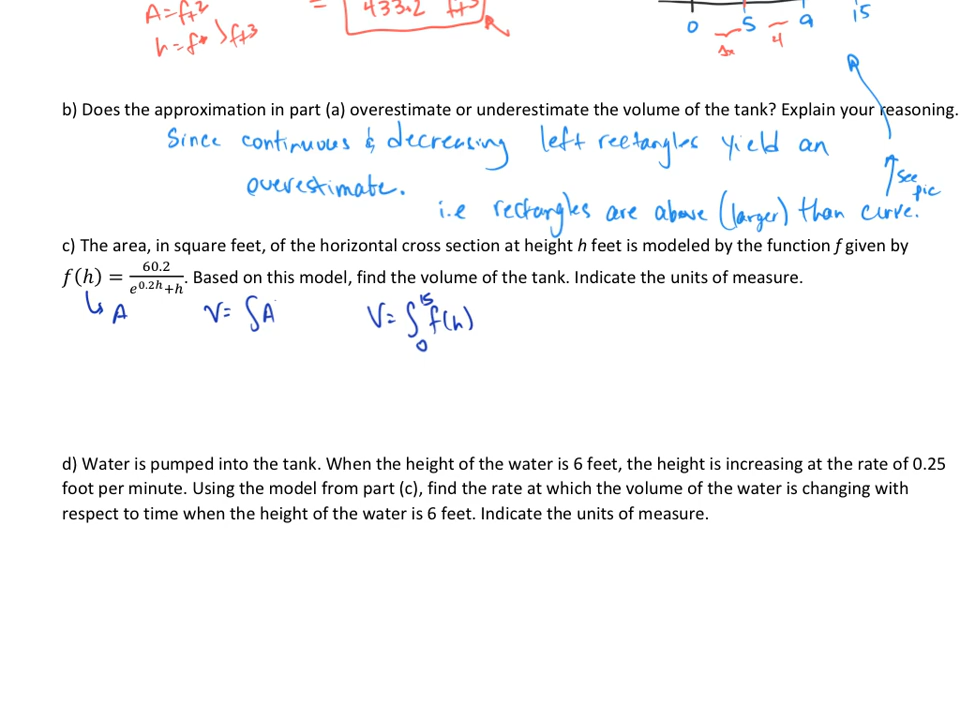 A=ft²
h=ft > ft³
= 433.2 ft³
0 5 9 15
Δx 4
b) Does the approximation in part (a) overestimate or underestimate the volume of the tank? Explain your reasoning.
Since continuous & decreasing left rectangles yield an
overestimate.
see pic
i.e rectangles are above (larger) than curve.
c) The area, in square feet, of the horizontal cross section at height h feet is modeled by the function f given by
f(h) = 60.2 / e^{0.2h}+h. Based on this model, find the volume of the tank. Indicate the units of measure.
↳ A V= ∫A V= ∫₀¹⁵ f(h)
d) Water is pumped into the tank. When the height of the water is 6 feet, the height is increasing at the rate of 0.25
foot per minute. Using the model from part (c), find the rate at which the volume of the water is changing with
respect to time when the height of the water is 6 feet. Indicate the units of measure.